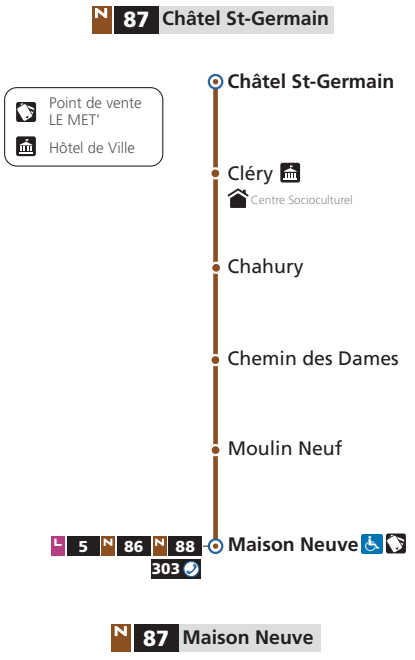 N 87 Châtel St-Germain
Châtel St-Germain
Point de vente
LE MET'
Hôtel de Ville
Cléry
Centre Socioculturel
Chahury
Chemin des Dames
Moulin Neuf
L 5 N 86 N 88 Maison Neuve
303
N 87 Maison Neuve